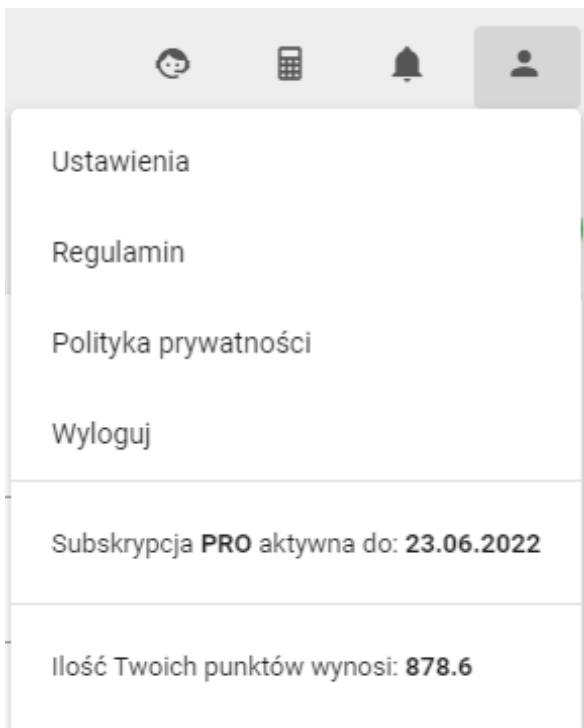 Ustawienia
Regulamin
Polityka prywatności
Wyloguj
Subskrypcja PRO aktywna do: 23.06.2022
Ilość Twoich punktów wynosi: 878.6